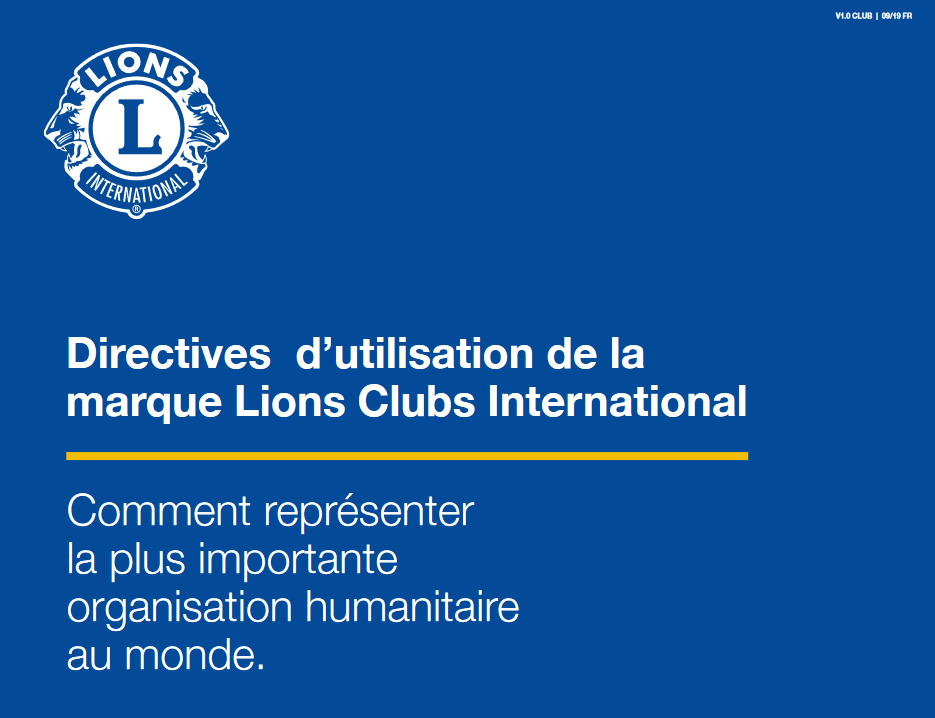 V1.0 CLUB | 09/19 FR
LIONS
L
INTERNATIONAL
®
Directives  d’utilisation de la
marque Lions Clubs International
Comment représenter
la plus importante
organisation humanitaire
au monde.